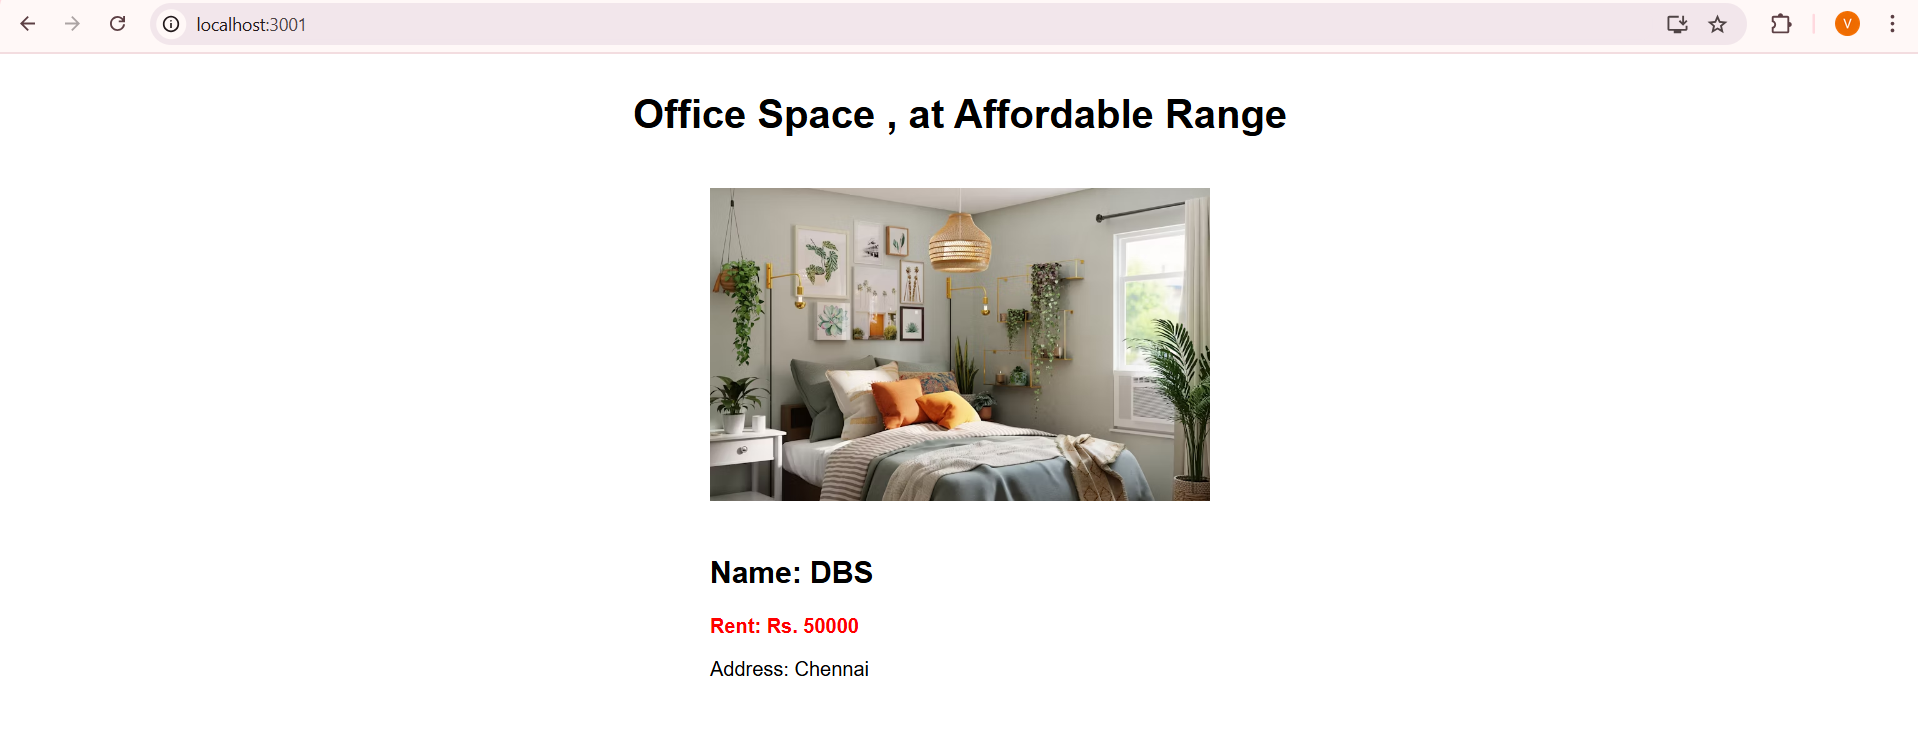 localhost:3001
V
Office Space , at Affordable Range
Name: DBS
Rent: Rs. 50000
Address: Chennai